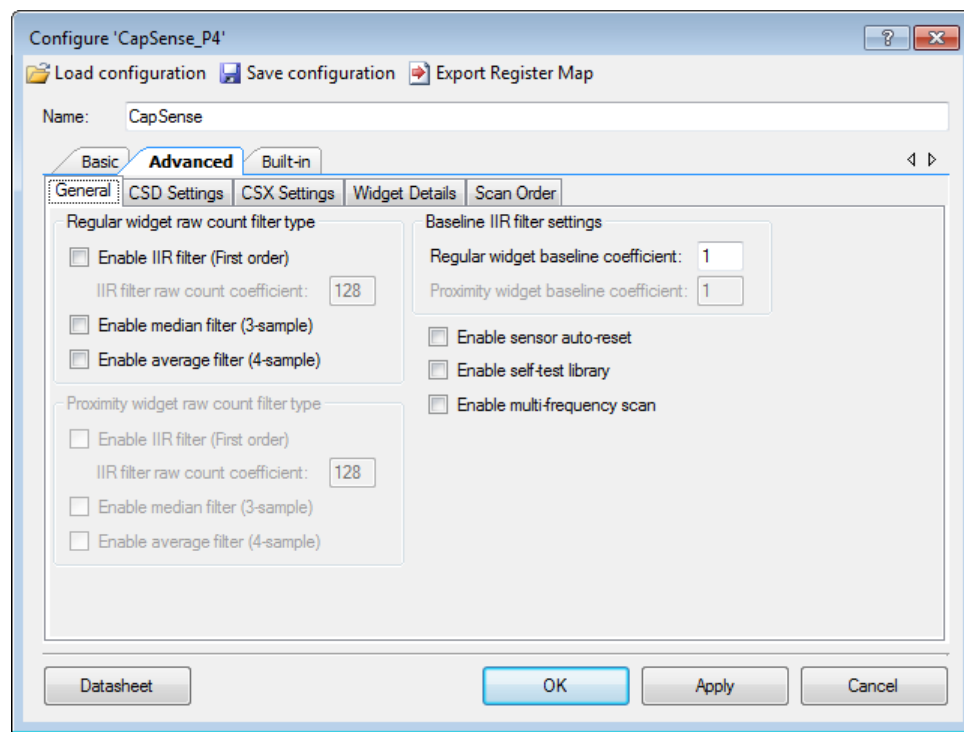 Configure 'CapSense_P4'
Load configuration Save configuration Export Register Map
Name: CapSense
Basic Advanced Built-in
General CSD Settings CSX Settings Widget Details Scan Order
Regular widget raw count filter type
Enable IIR filter (First order)
IIR filter raw count coefficient: 128
Enable median filter (3-sample)
Enable average filter (4-sample)
Proximity widget raw count filter type
Enable IIR filter (First order)
IIR filter raw count coefficient: 128
Enable median filter (3-sample)
Enable average filter (4-sample)
Baseline IIR filter settings
Regular widget baseline coefficient: 1
Proximity widget baseline coefficient: 1
Enable sensor auto-reset
Enable self-test library
Enable multi-frequency scan
Datasheet OK Apply Cancel